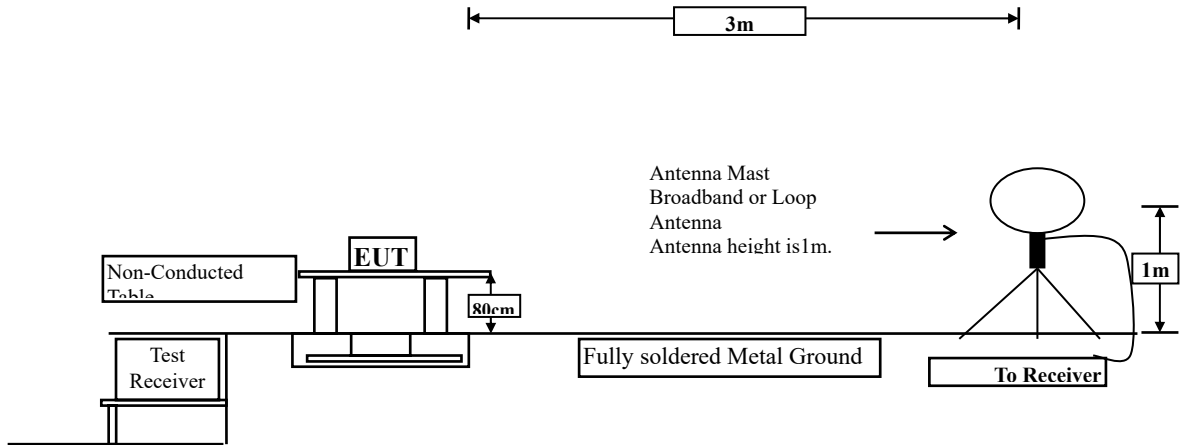 3m
Antenna Mast
Broadband or Loop
Antenna
Antenna height is1m.
EUT
Non-Conducted
Table
80cm
1m
Test
Receiver
Fully soldered Metal Ground
To Receiver